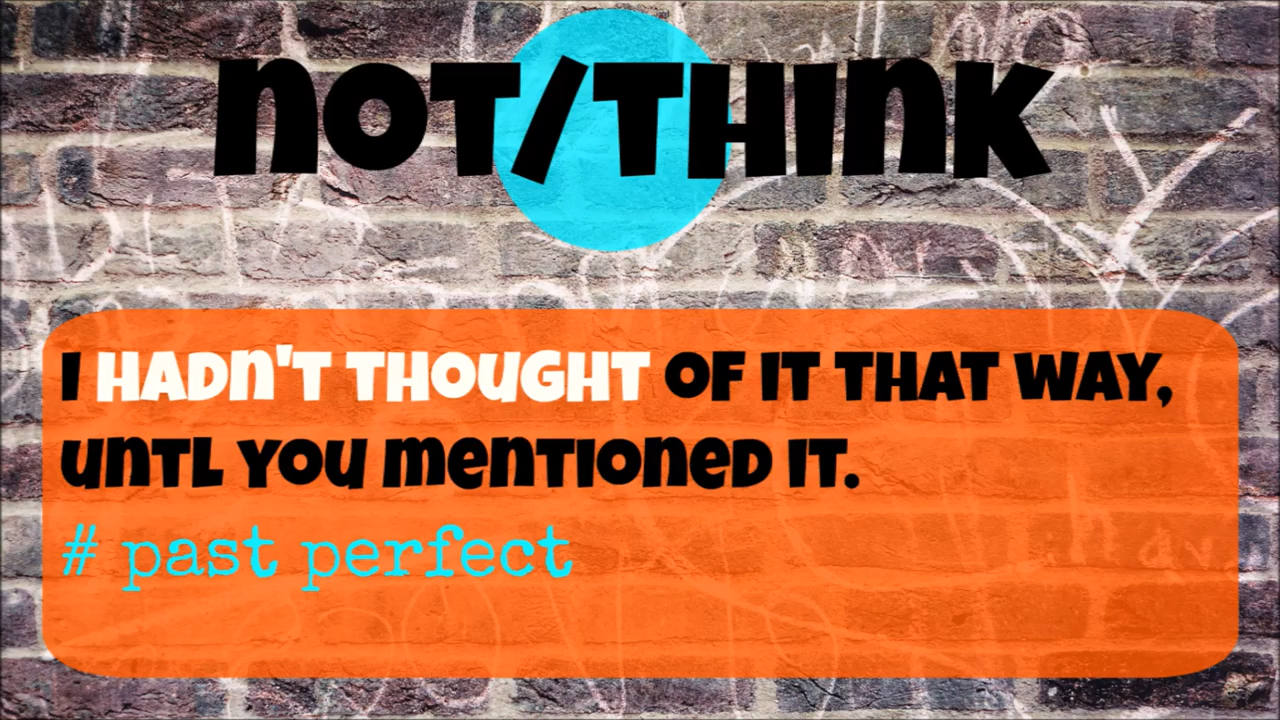 NOT/THINK
I HADN'T THOUGHT OF IT THAT WAY,
UNTL YOU MENTIONED IT.
# past perfect